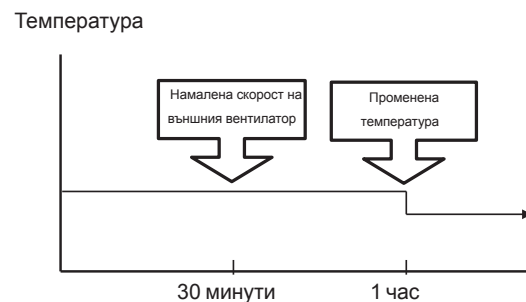 Температура
Намалена скорост на
външния вентилатор
Променена
температура
30 минути
1 час